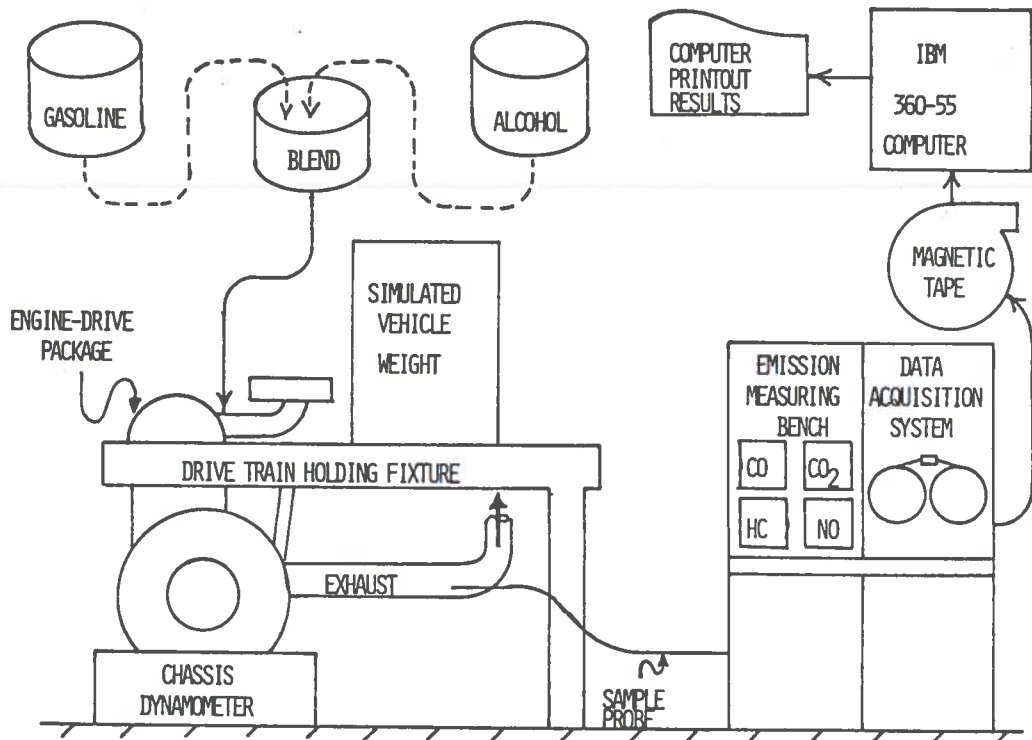 GASOLINE
BLEND
ALCOHOL
COMPUTER
PRINTOUT
RESULTS
IBM
360-55
COMPUTER
MAGNETIC
TAPE
ENGINE-DRIVE
PACKAGE
SIMULATED
VEHICLE
WEIGHT
EMISSION
MEASURING
BENCH
DATA
ACQUISITION
SYSTEM
CO
CO2
HC
NO
DRIVE TRAIN HOLDING FIXTURE
EXHAUST
CHASSIS
DYNAMOMETER
SAMPLE
PROBE